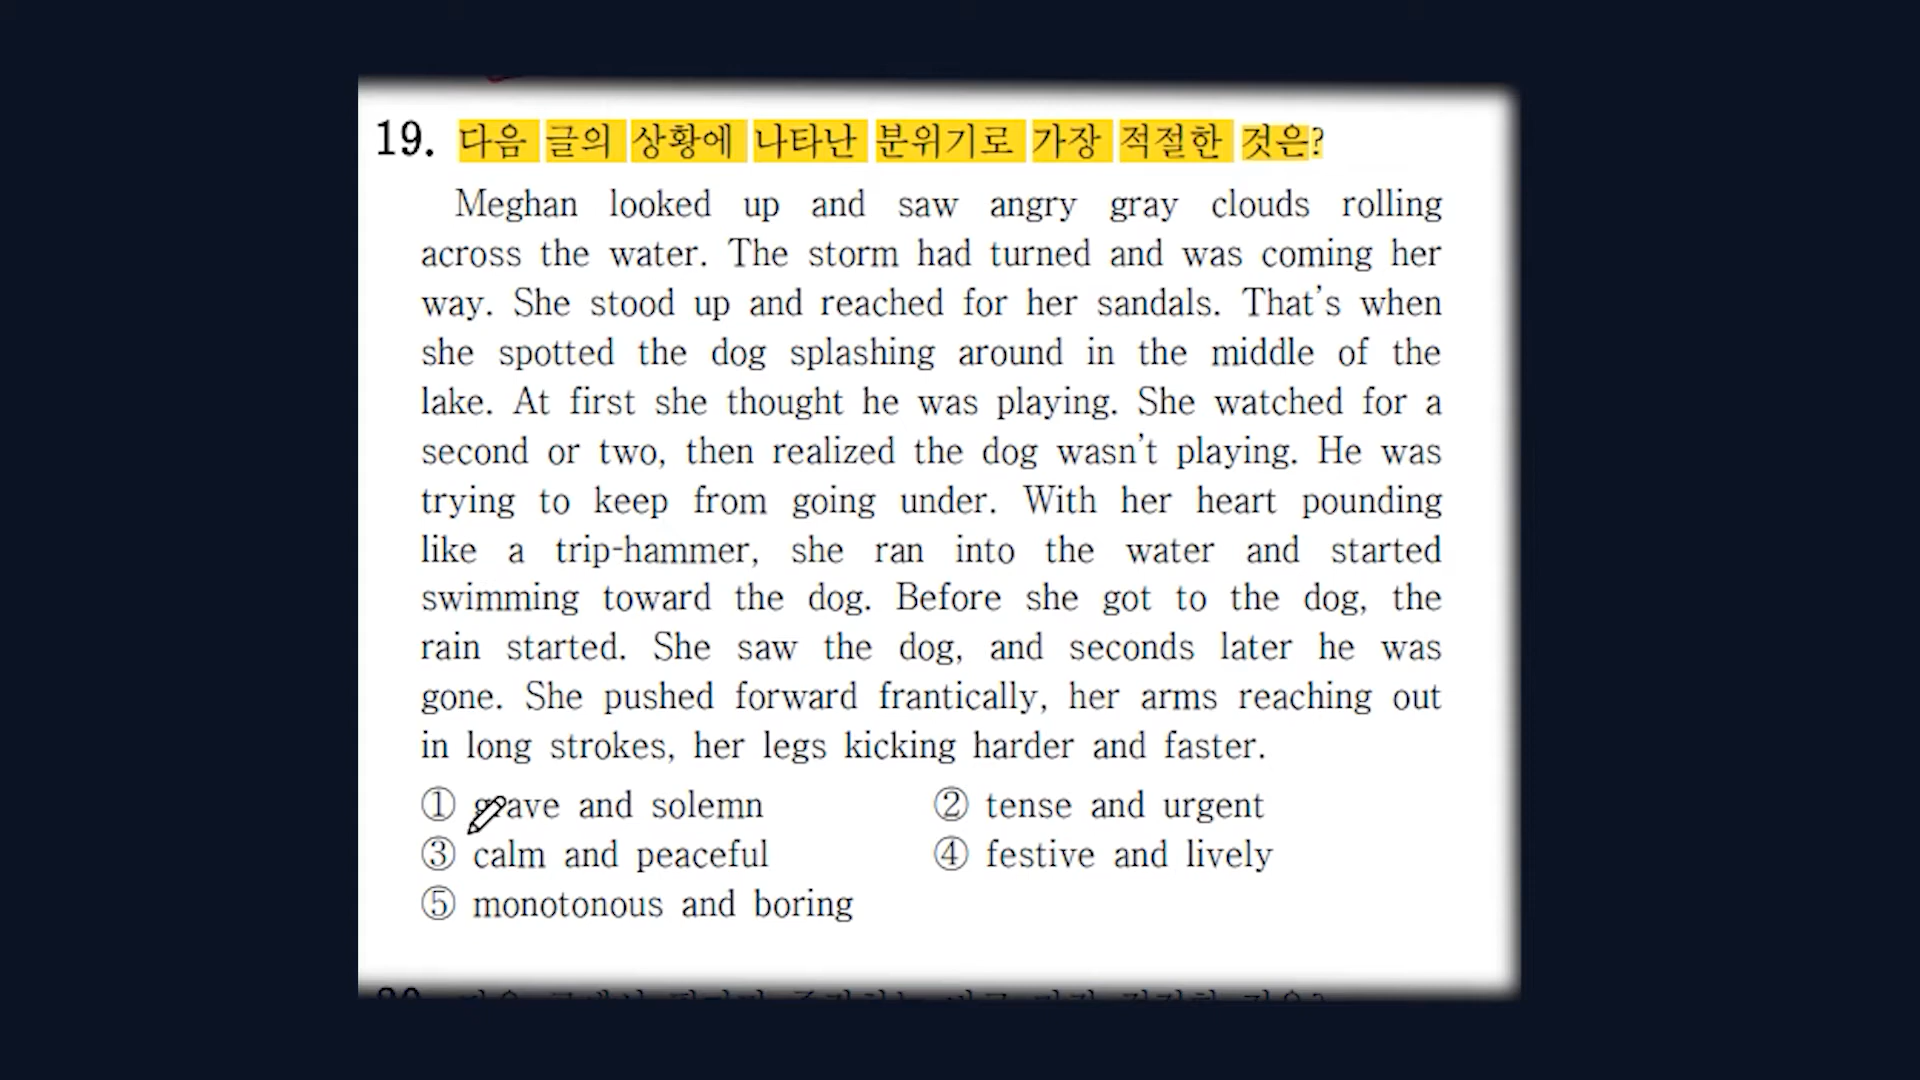 19. 다음 글의 상황에 나타난 분위기로 가장 적절한 것은?
Meghan looked up and saw angry gray clouds rolling
across the water. The storm had turned and was coming her
way. She stood up and reached for her sandals. That's when
she spotted the dog splashing around in the middle of the
lake. At first she thought he was playing. She watched for a
second or two, then realized the dog wasn't playing. He was
trying to keep from going under. With her heart pounding
like a trip-hammer, she ran into the water and started
swimming toward the dog. Before she got to the dog, the
rain started. She saw the dog, and seconds later he was
gone. She pushed forward frantically, her arms reaching out
in long strokes, her legs kicking harder and faster.
① grave and solemn ② tense and urgent
③ calm and peaceful ④ festive and lively
⑤ monotonous and boring